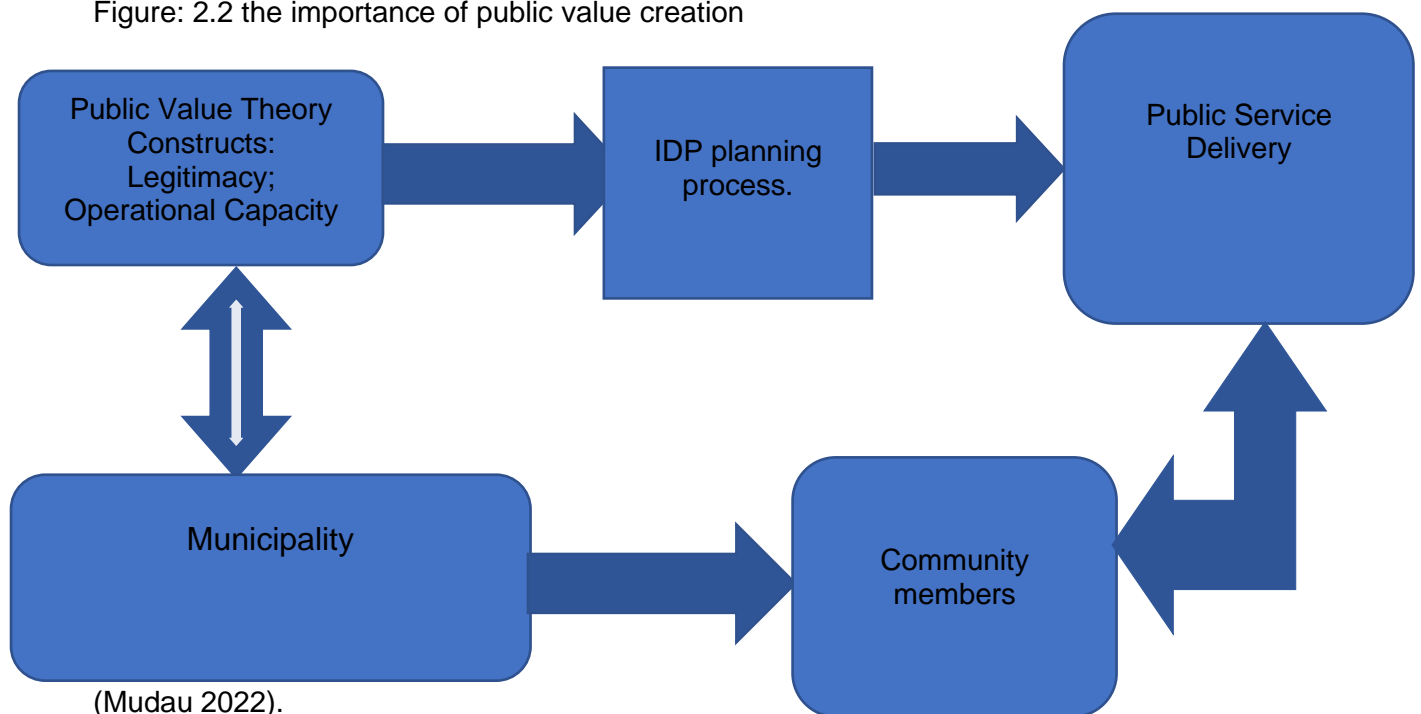 Figure: 2.2 the importance of public value creation
Public Value Theory
Constructs:
Legitimacy;
Operational Capacity
IDP planning
process.
Public Service
Delivery
Municipality
Community
members
(Mudau 2022).